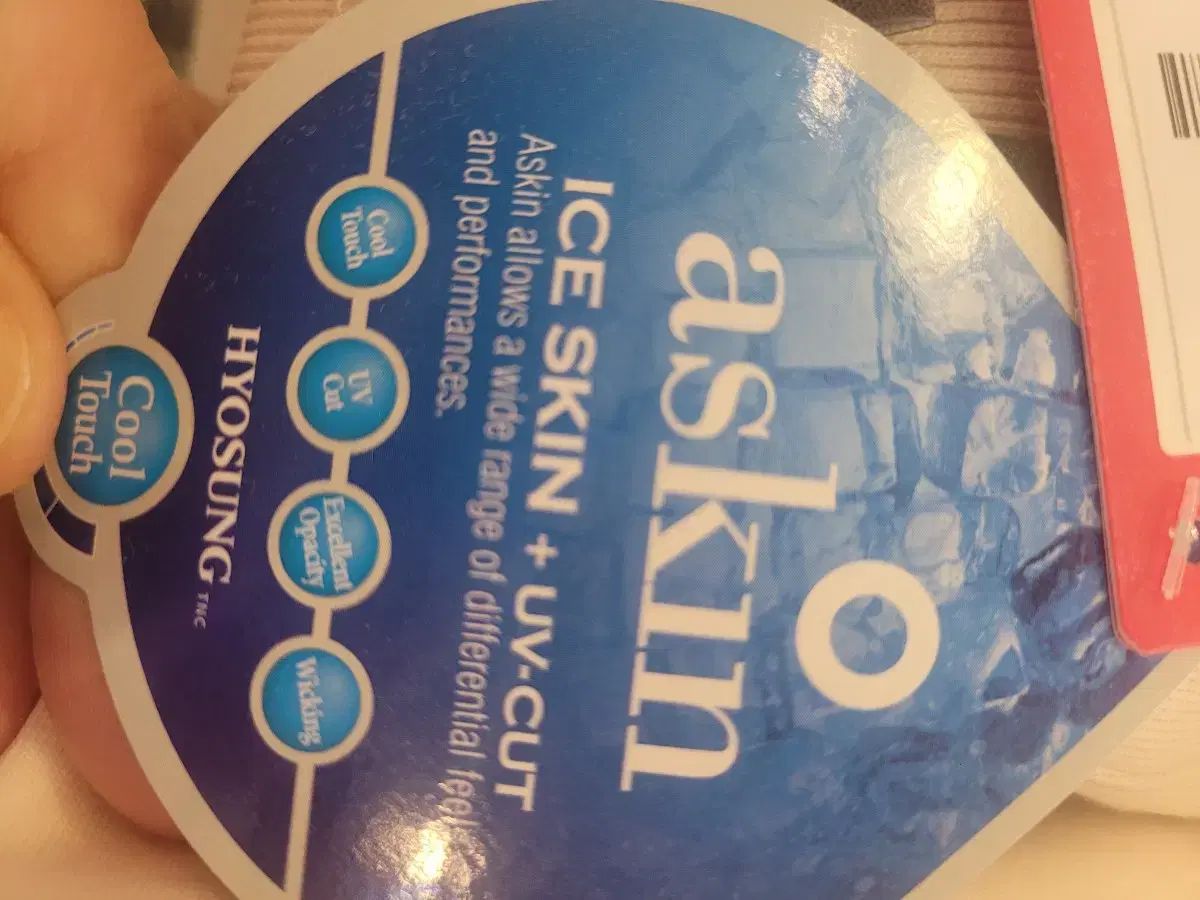 askin
ICE SKIN + UV-CUT
Askin allows a wide range of differential feel
and performances.
Cool
Touch
UV
Cut
Excellent
Opacity
Wicking
HYOSUNG TNC
Cool
Touch